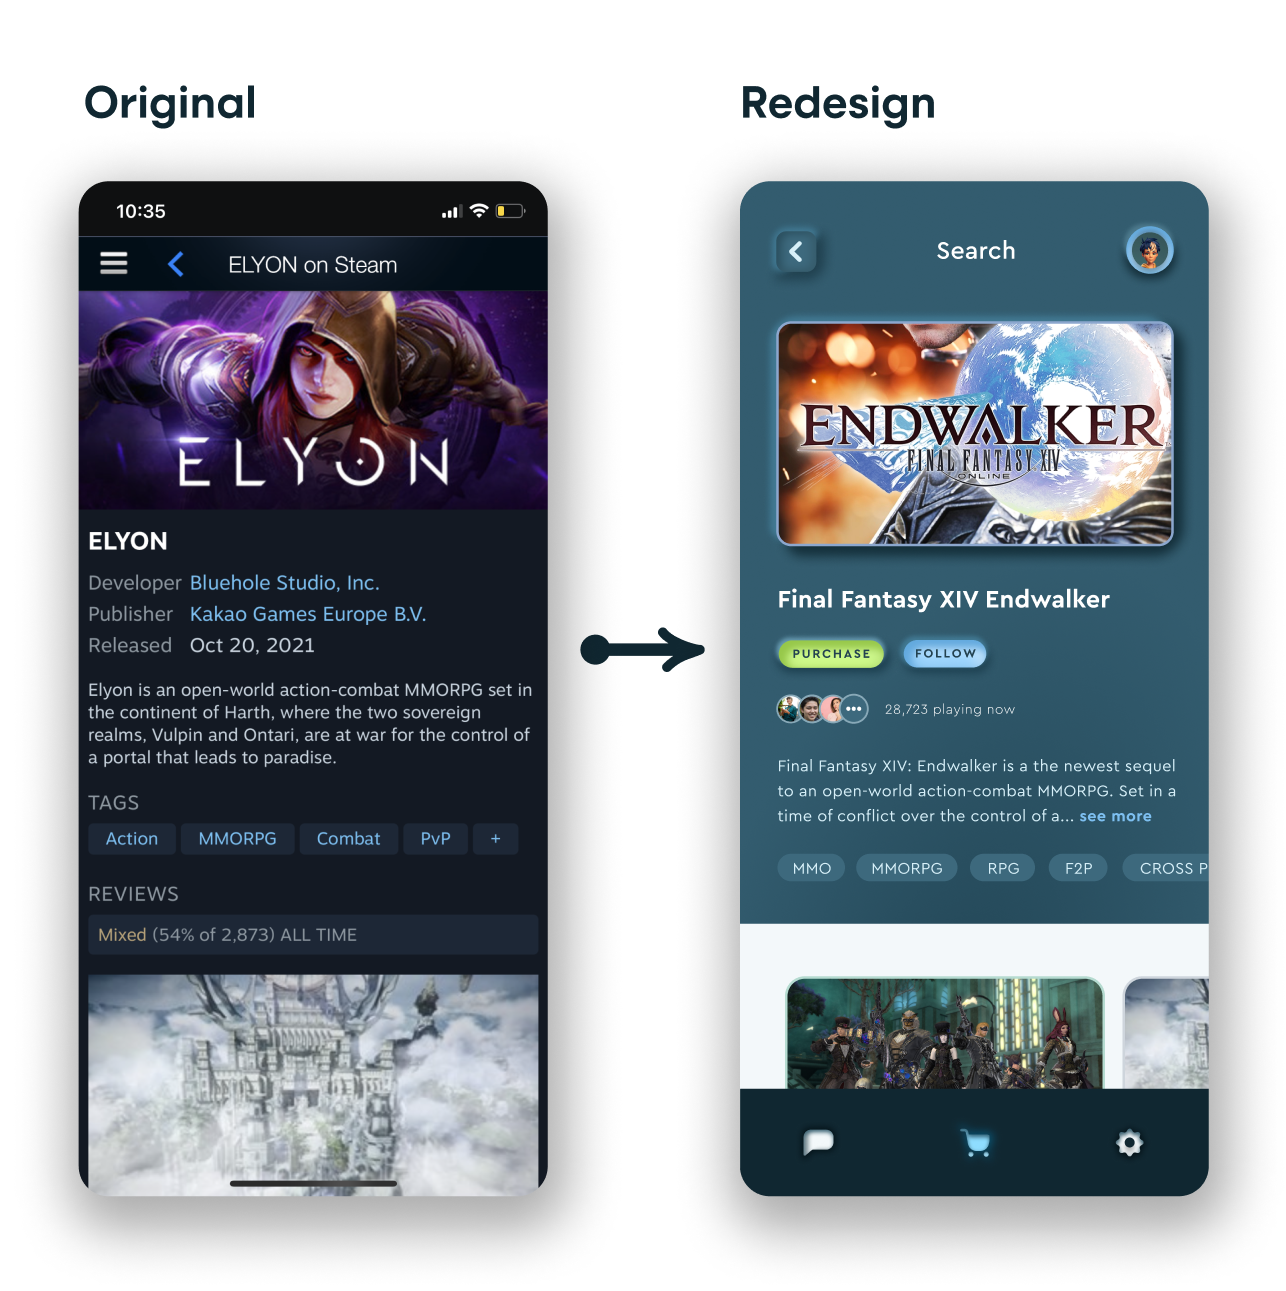 Original
Redesign
10:35
ELYON on Steam
ELYON
ELYON
Developer Bluehole Studio, Inc.
Publisher Kakao Games Europe B.V.
Released Oct 20, 2021
Elyon is an open-world action-combat MMORPG set in
the continent of Harth, where the two sovereign
realms, Vulpin and Ontari, are at war for the control of
a portal that leads to paradise.
TAGS
Action MMORPG Combat PvP +
REVIEWS
Mixed (54% of 2,873) ALL TIME
Search
ENDWALKER
FINAL FANTASY XIV
ONLINE
Final Fantasy XIV Endwalker
PURCHASE FOLLOW
28,723 playing now
Final Fantasy XIV: Endwalker is a the newest sequel
to an open-world action-combat MMORPG. Set in a
time of conflict over the control of a... see more
MMO MMORPG RPG F2P CROSS P